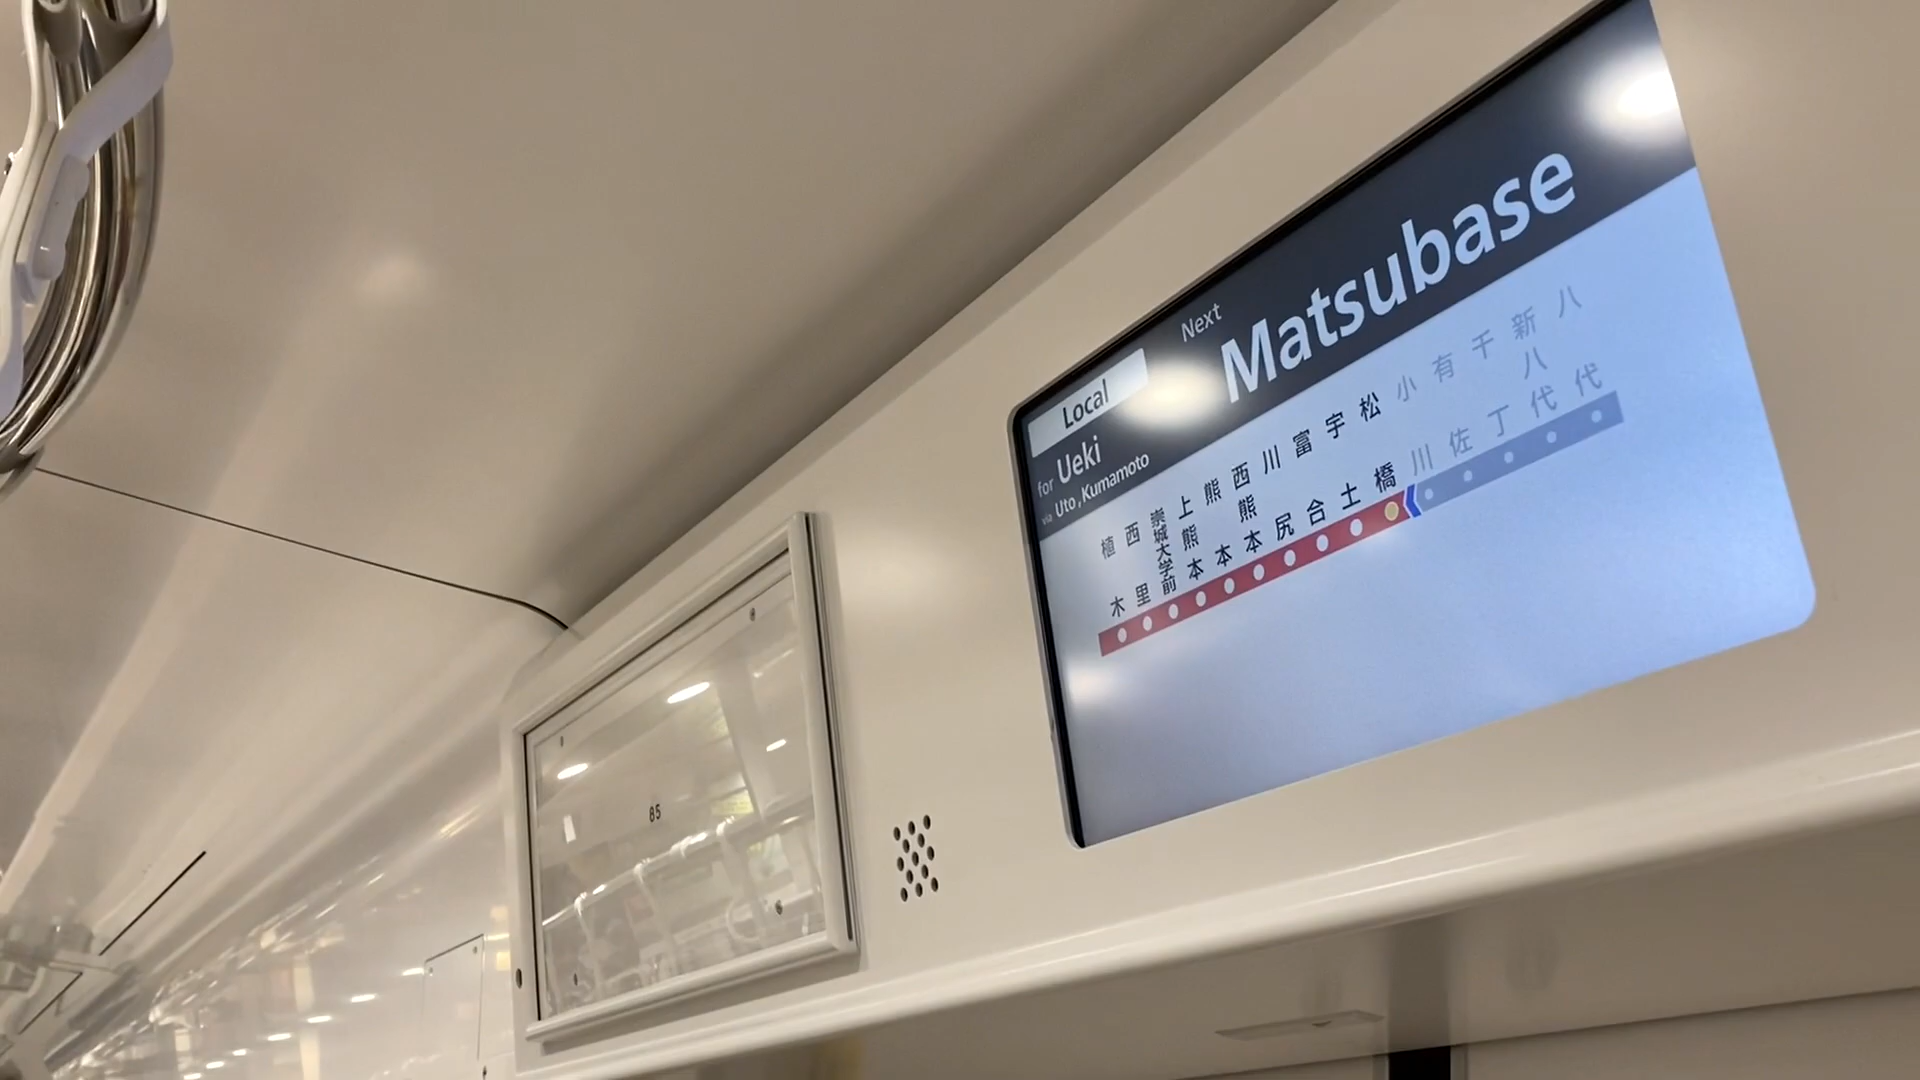 Local
Next
Matsubase
for Ueki
via Uto, Kumamoto
植木
西里
崇城大学前
上熊本
熊本
西熊本
川尻
富合
宇土
松橋
小川
有佐
千丁
新八代
八代
85